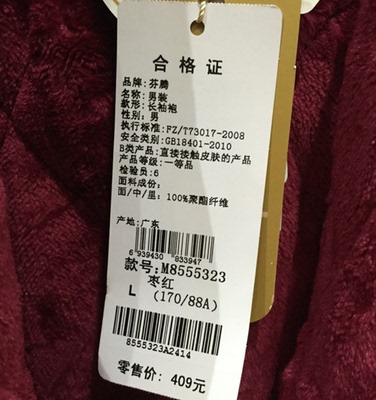 合格证
品牌: 芬腾
名称: 男装
款形: 长袖袍
性别: 男
执行标准: FZ/T73017-2008
安全类别: GB18401-2010
B类产品: 直接接触皮肤的产品
产品等级: 一等品
检验员: 6
面料成份:
面/中/里: 100%聚酯纤维
产地: 广东
6 939430 933947
款号: M8555323
枣红
L (170/88A)
8555323A2414
零售价: 409元